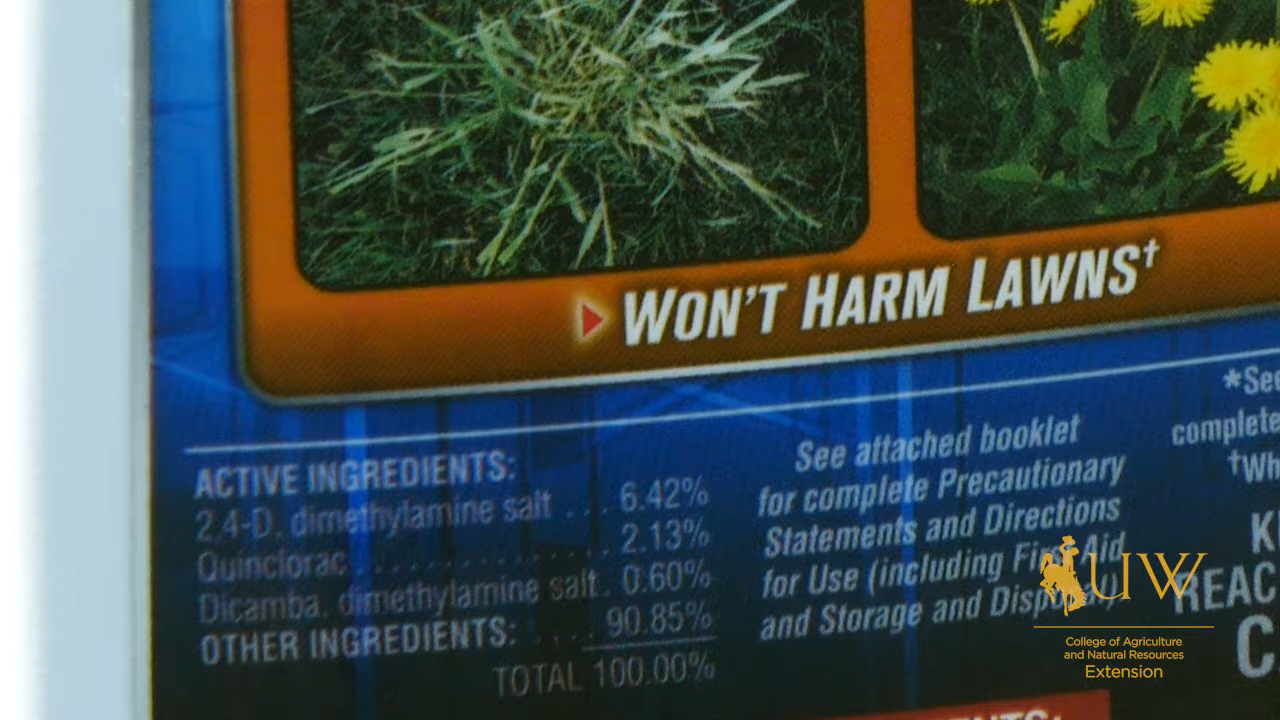 WON'T HARM LAWNS†
ACTIVE INGREDIENTS:
2,4-D, dimethylamine salt ... 6.42%
Quinclorac .............. 2.13%
Dicamba, dimethylamine salt . 0.60%
OTHER INGREDIENTS: .... 90.85%
TOTAL 100.00%
See attached booklet
for complete Precautionary
Statements and Directions
for Use (including First Aid
and Storage and Disposal).
*See
complete
†Wh
REAC
UW
College of Agriculture
and Natural Resources
Extension